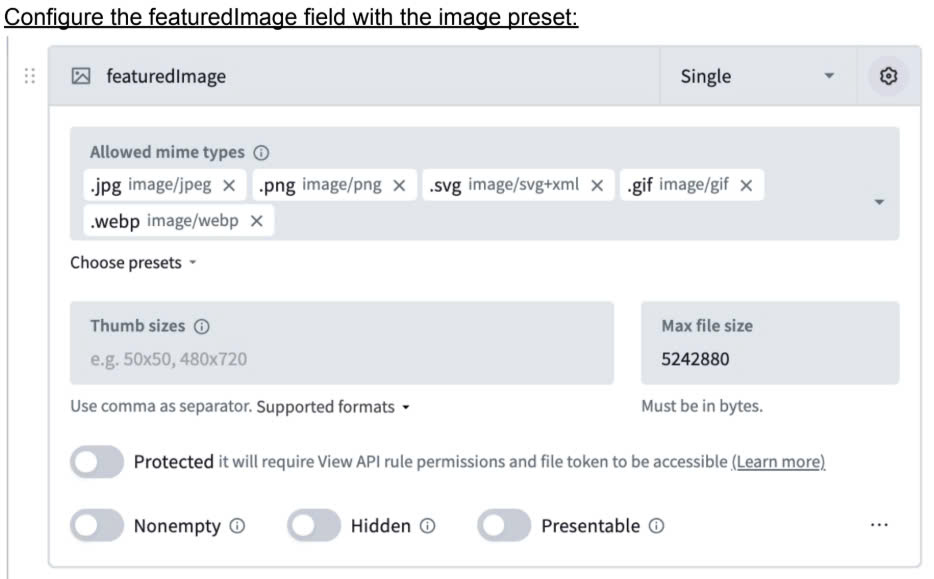 Configure the featuredImage field with the image preset:
featuredImage Single
Allowed mime types
.jpg image/jpeg .png image/png .svg image/svg+xml .gif image/gif
.webp image/webp
Choose presets
Thumb sizes Max file size
e.g. 50x50, 480x720 5242880
Use comma as separator. Supported formats Must be in bytes.
Protected it will require View API rule permissions and file token to be accessible (Learn more)
Nonempty Hidden Presentable